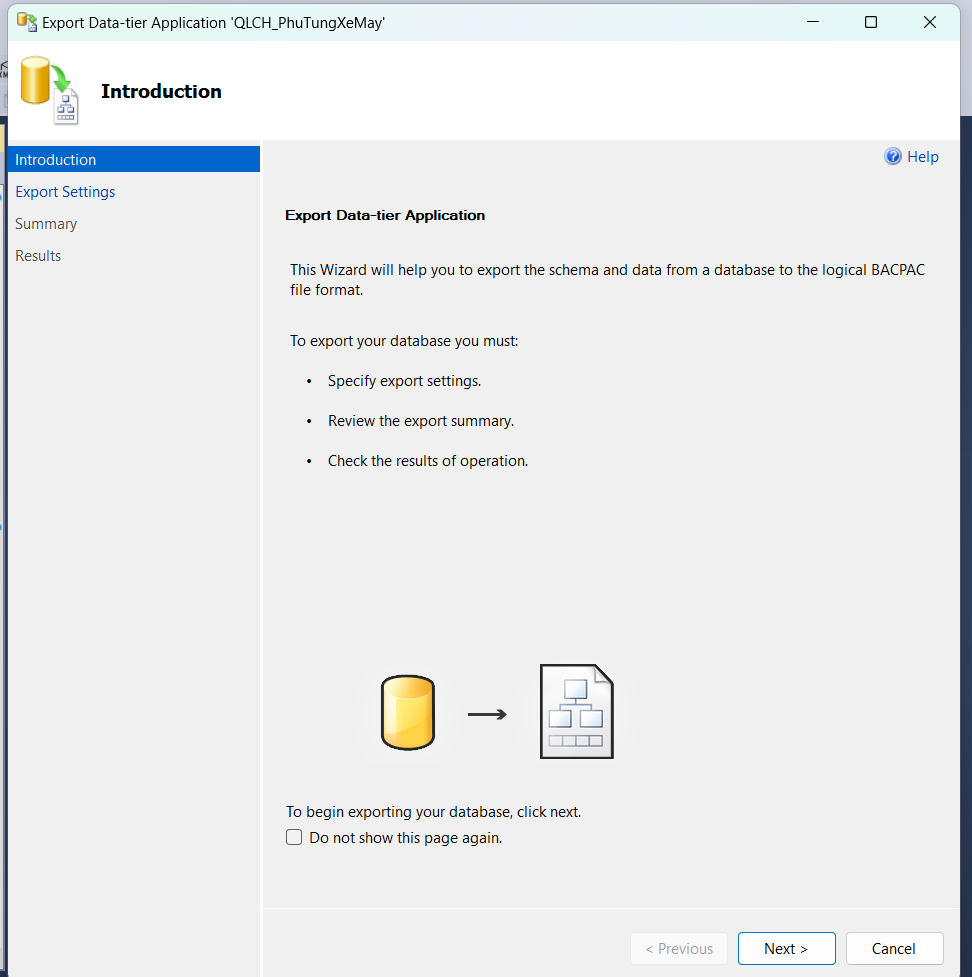 Export Data-tier Application 'QLCH_PhuTungXeMay'
Introduction
Introduction
Export Settings
Summary
Results
Help
Export Data-tier Application
This Wizard will help you to export the schema and data from a database to the logical BACPAC
file format.
To export your database you must:
• Specify export settings.
• Review the export summary.
• Check the results of operation.
To begin exporting your database, click next.
Do not show this page again.
< Previous
Next >
Cancel